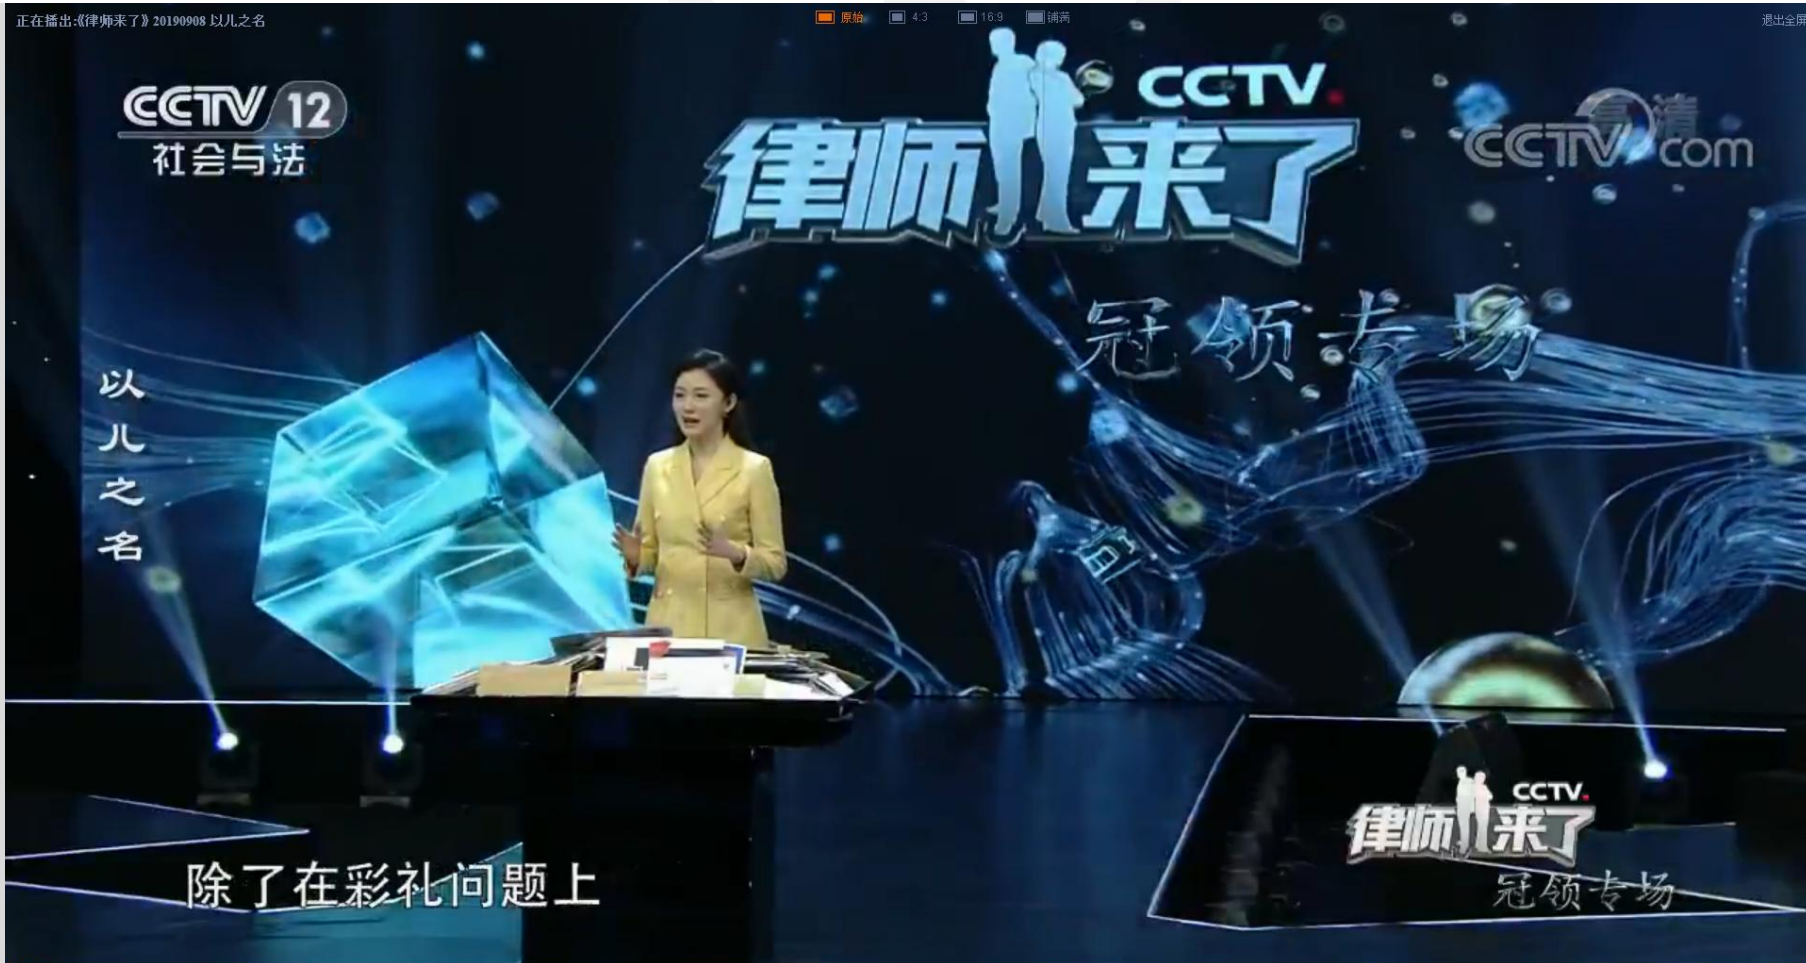 正在播出:《律师来了》 20190908 以儿之名
原始
4:3
16:9
铺满
退出全屏
CCTV 12
社会与法
CCTV.
律师来了
高清
CCTV.com
冠领专场
以儿之名
CCTV.
律师来了
冠领专场
除了在彩礼问题上